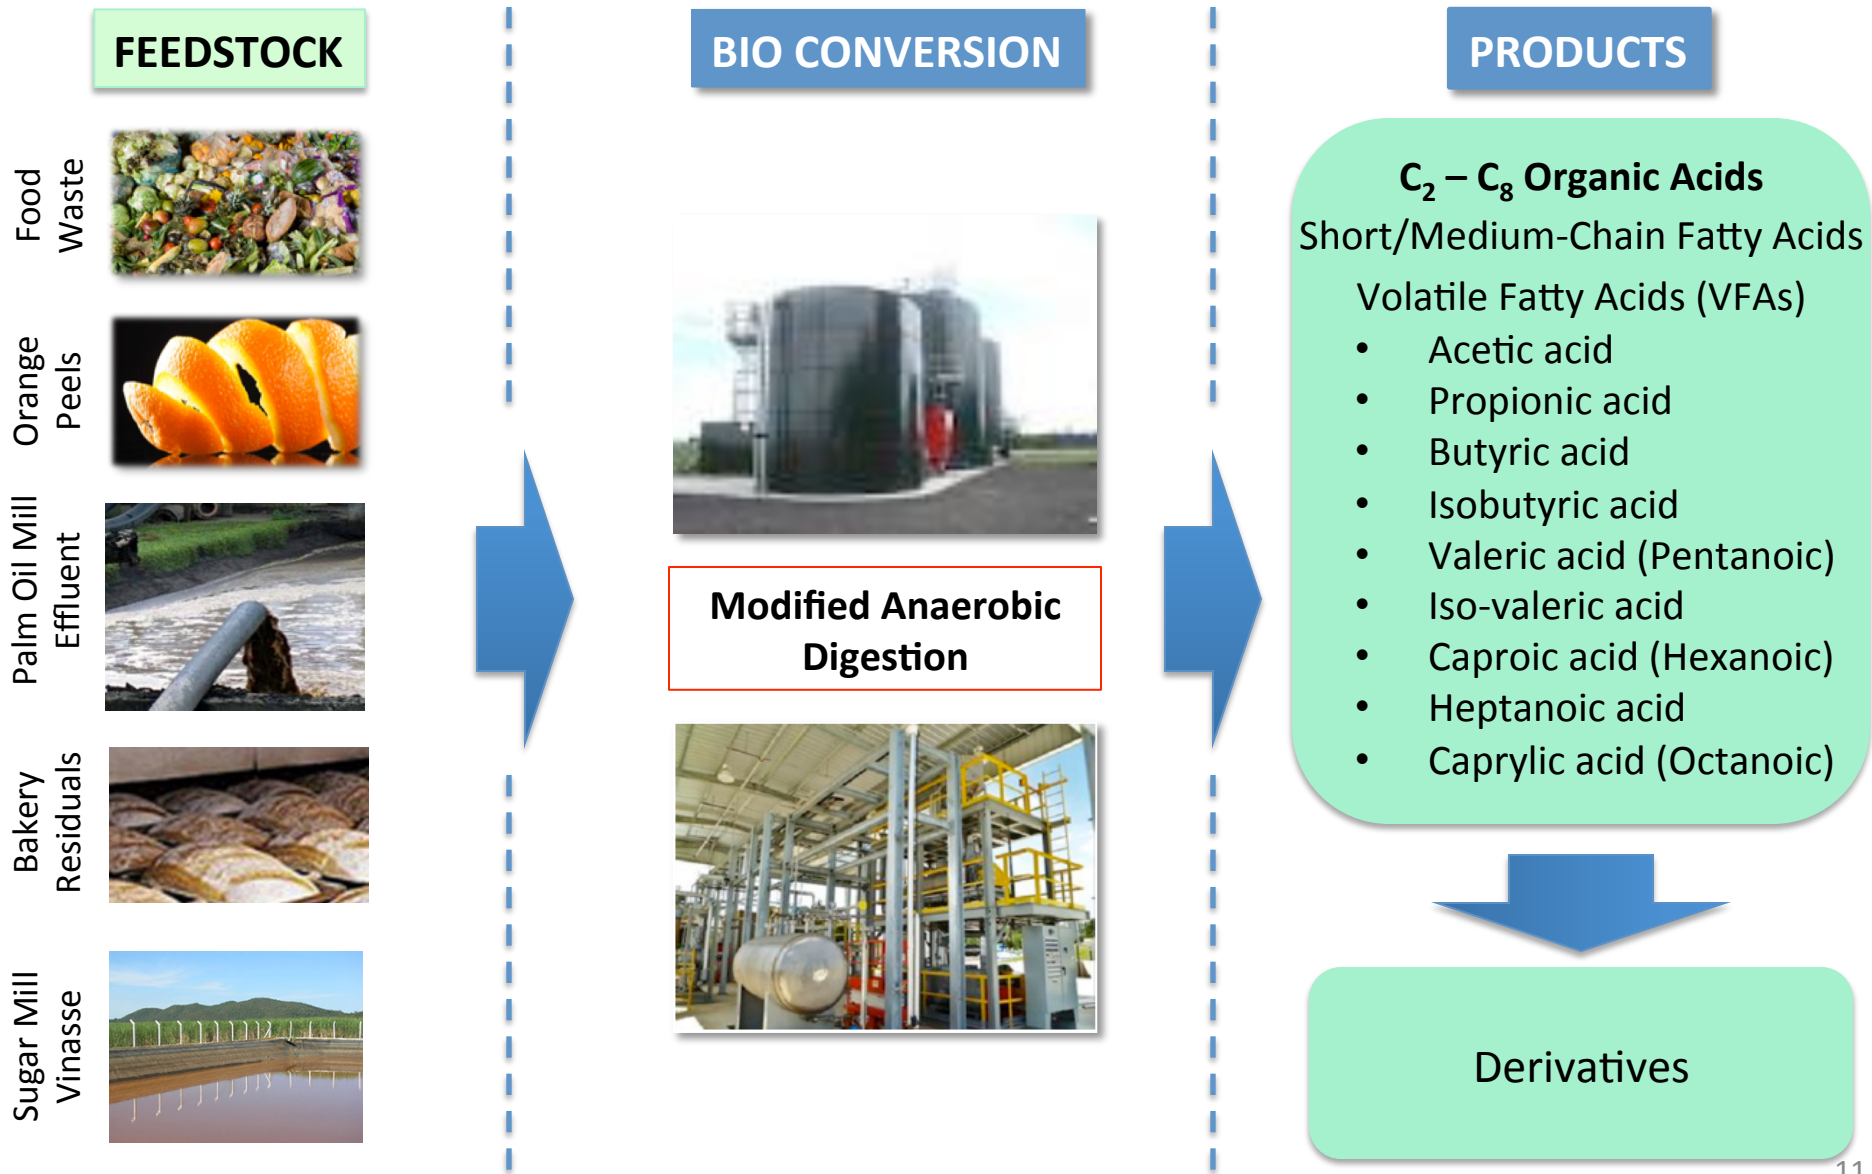 FEEDSTOCK
Food
Waste
Orange
Peels
Palm Oil Mill
Effluent
Bakery
Residuals
Sugar Mill
Vinasse
BIO CONVERSION
Modified Anaerobic
Digestion
PRODUCTS
C₂ – C₈ Organic Acids
Short/Medium-Chain Fatty Acids
Volatile Fatty Acids (VFAs)
• Acetic acid
• Propionic acid
• Butyric acid
• Isobutyric acid
• Valeric acid (Pentanoic)
• Iso-valeric acid
• Caproic acid (Hexanoic)
• Heptanoic acid
• Caprylic acid (Octanoic)
Derivatives
11